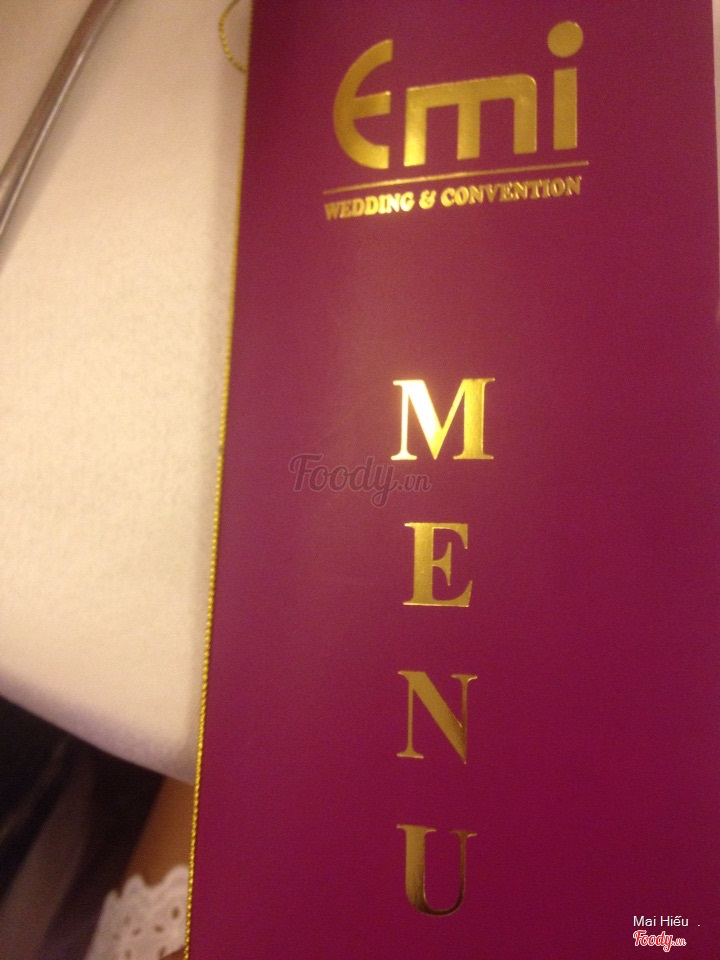 Emi
WEDDING & CONVENTION
M
E
N
U
Foody.vn
Mai Hiếu .
Foody.vn